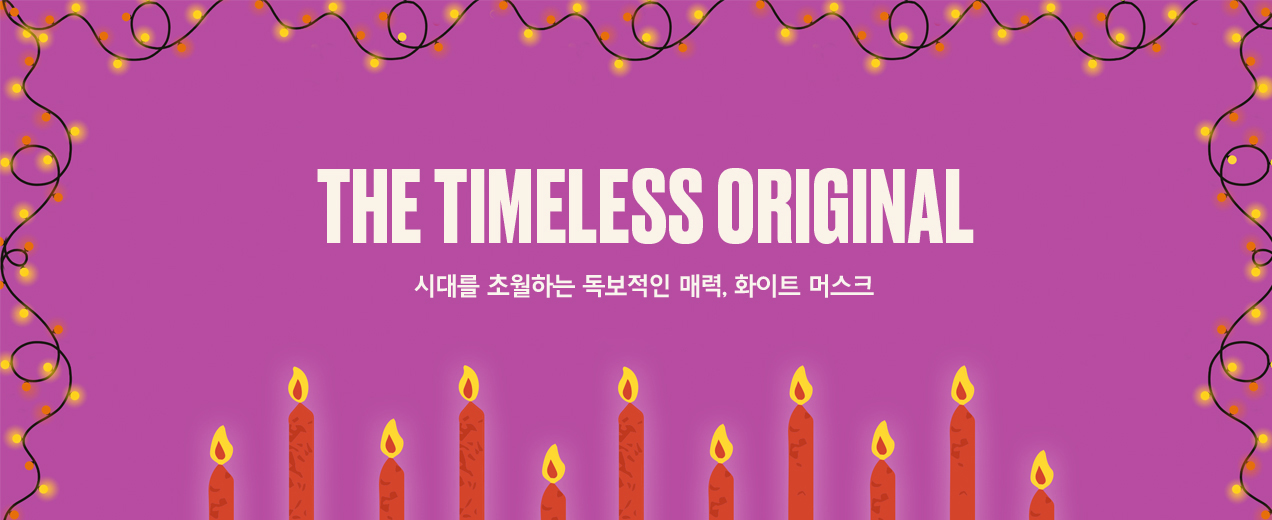 THE TIMELESS ORIGINAL
시대를 초월하는 독보적인 매력, 화이트 머스크